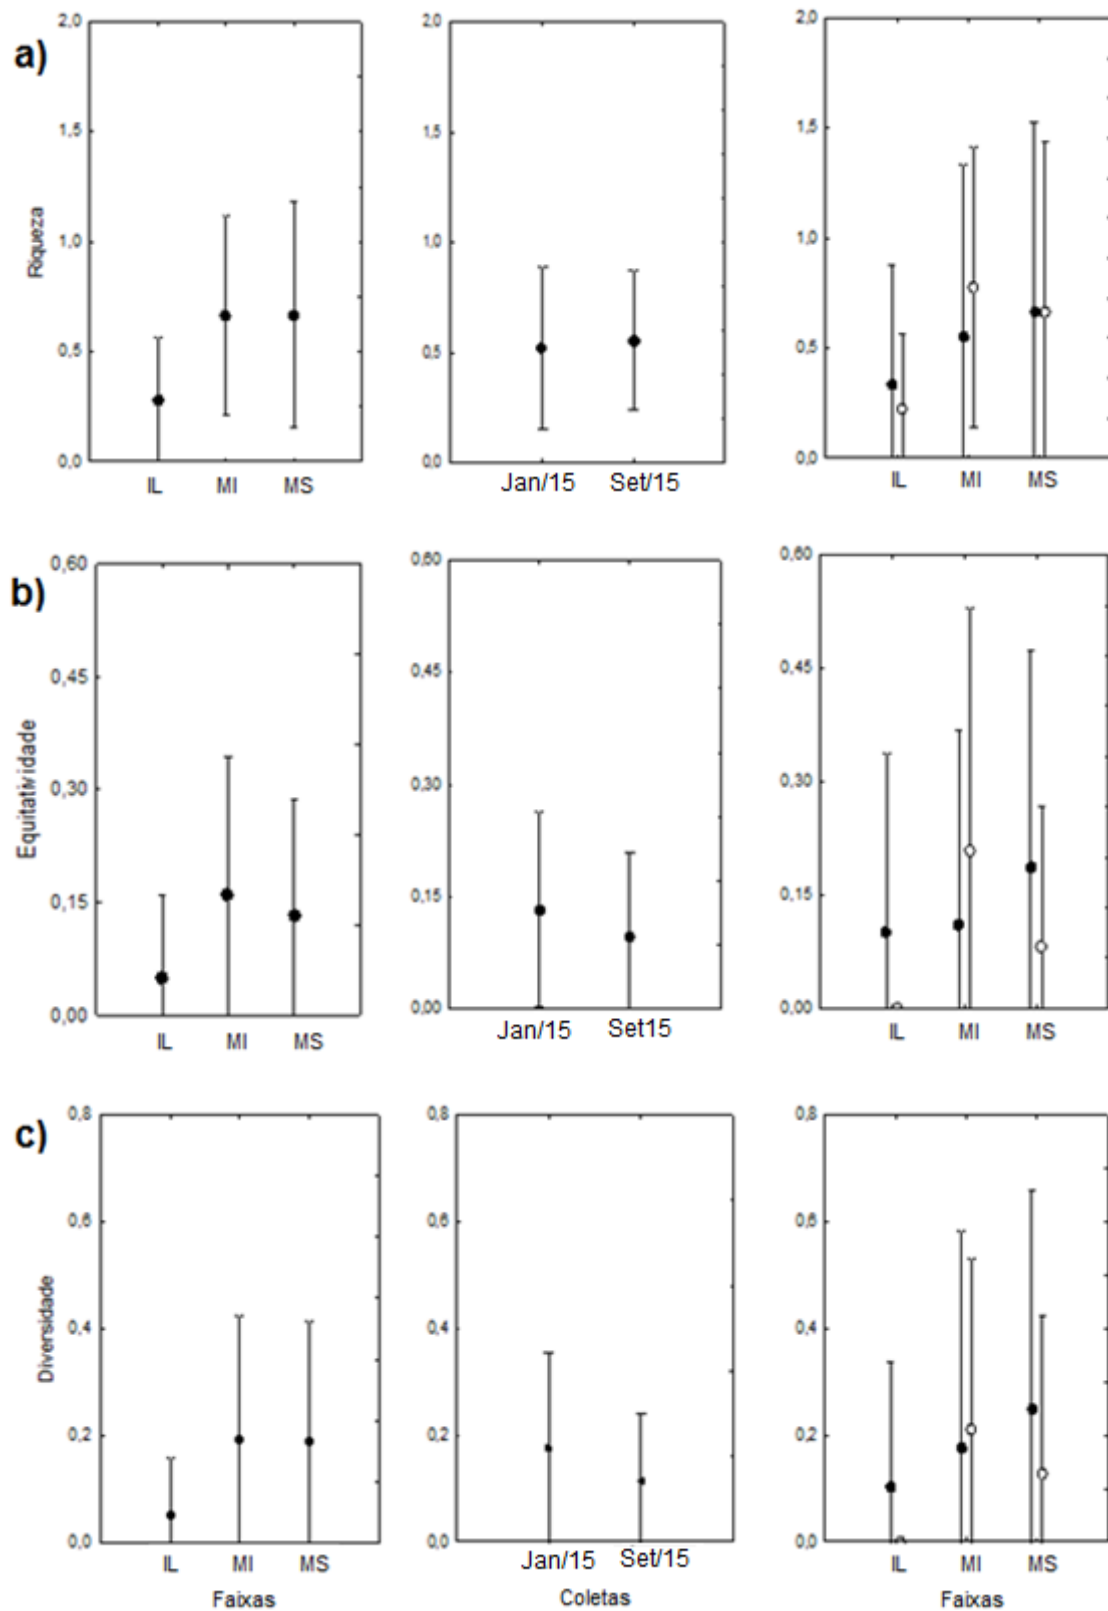 a)
Riqueza
2,0
1,5
1,0
0,5
0,0
IL MI MS
2,0
1,5
1,0
0,5
0,0
Jan/15 Set/15
2,0
1,5
1,0
0,5
0,0
IL MI MS
b)
Equitatividade
0,60
0,45
0,30
0,15
0,00
IL MI MS
0,60
0,45
0,30
0,15
0,00
Jan/15 Set15
0,60
0,45
0,30
0,15
0,00
IL MI MS
c)
Diversidade
0,8
0,6
0,4
0,2
0,0
IL MI MS
Faixas
0,8
0,6
0,4
0,2
0,0
Jan/15 Set/15
Coletas
0,8
0,6
0,4
0,2
0,0
IL MI MS
Faixas